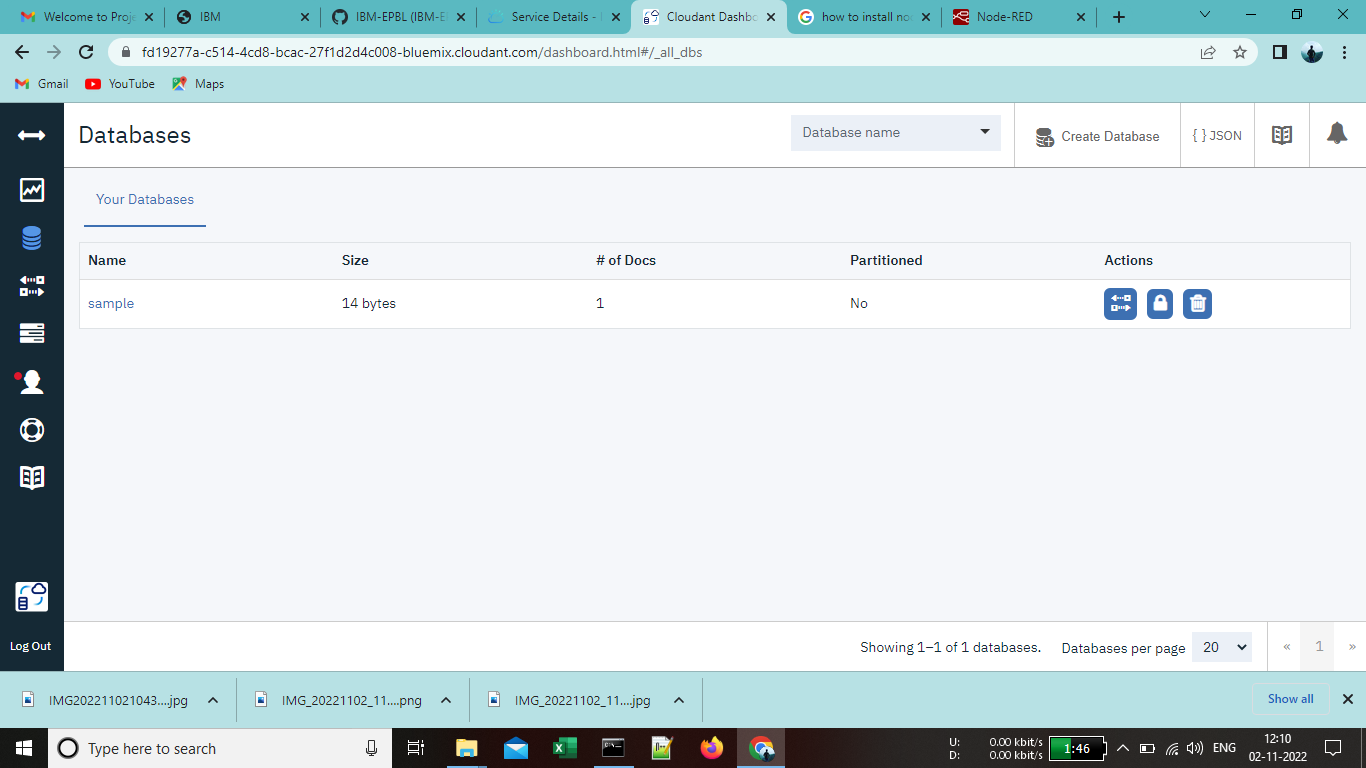 Welcome to Proje
IBM
IBM-EPBL (IBM-E
Service Details -
Cloudant Dashbo
how to install no
Node-RED
fd19277a-c514-4cd8-bcac-27f1d2d4c008-bluemix.cloudant.com/dashboard.html#/_all_dbs
Gmail
YouTube
Maps
Databases
Database name
Create Database
{ } JSON
Your Databases
Name Size # of Docs Partitioned Actions
sample 14 bytes 1 No
Log Out
Showing 1–1 of 1 databases.
Databases per page
20
« 1 »
IMG202211021043....jpg
IMG_20221102_11....png
IMG_20221102_11....jpg
Show all
Type here to search
U: 0.00 kbit/s
D: 0.00 kbit/s
1:46
ENG
12:10
02-11-2022